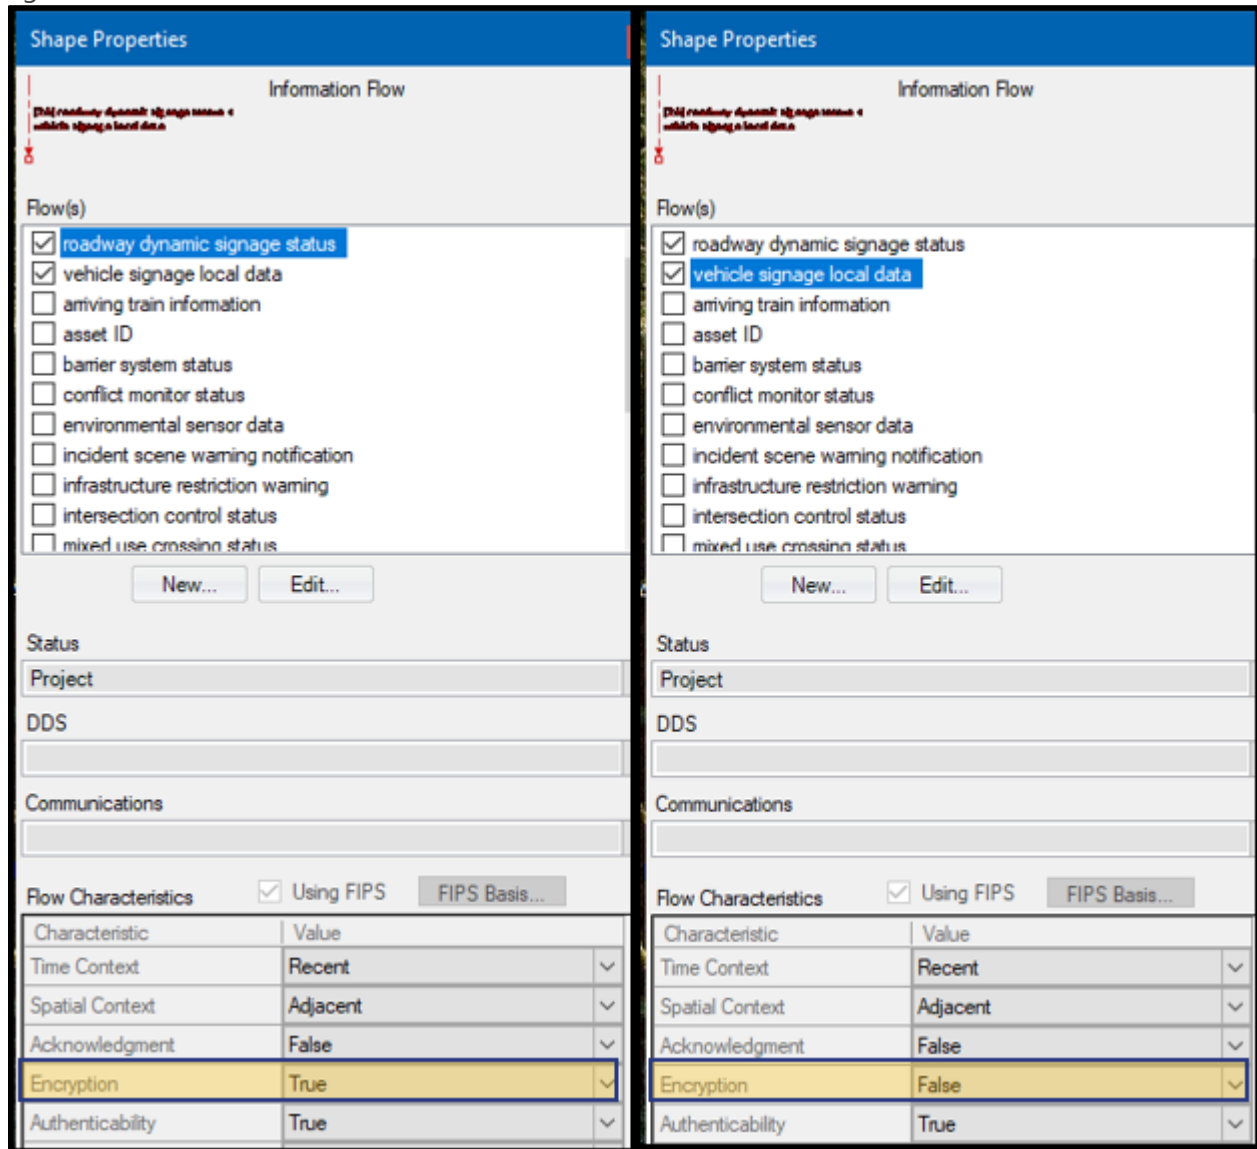 Shape Properties
Information Flow
Flow(s)
roadway dynamic signage status
vehicle signage local data
arriving train information
asset ID
barrier system status
conflict monitor status
environmental sensor data
incident scene warning notification
infrastructure restriction warning
intersection control status
mixed use crossing status
New... Edit...
Status
Project
DDS
Communications
Flow Characteristics Using FIPS FIPS Basis...
Characteristic Value
Time Context Recent
Spatial Context Adjacent
Acknowledgment False
Encryption True
Authenticability True
Shape Properties
Information Flow
Flow(s)
roadway dynamic signage status
vehicle signage local data
arriving train information
asset ID
barrier system status
conflict monitor status
environmental sensor data
incident scene warning notification
infrastructure restriction warning
intersection control status
mixed use crossing status
New... Edit...
Status
Project
DDS
Communications
Flow Characteristics Using FIPS FIPS Basis...
Characteristic Value
Time Context Recent
Spatial Context Adjacent
Acknowledgment False
Encryption False
Authenticability True